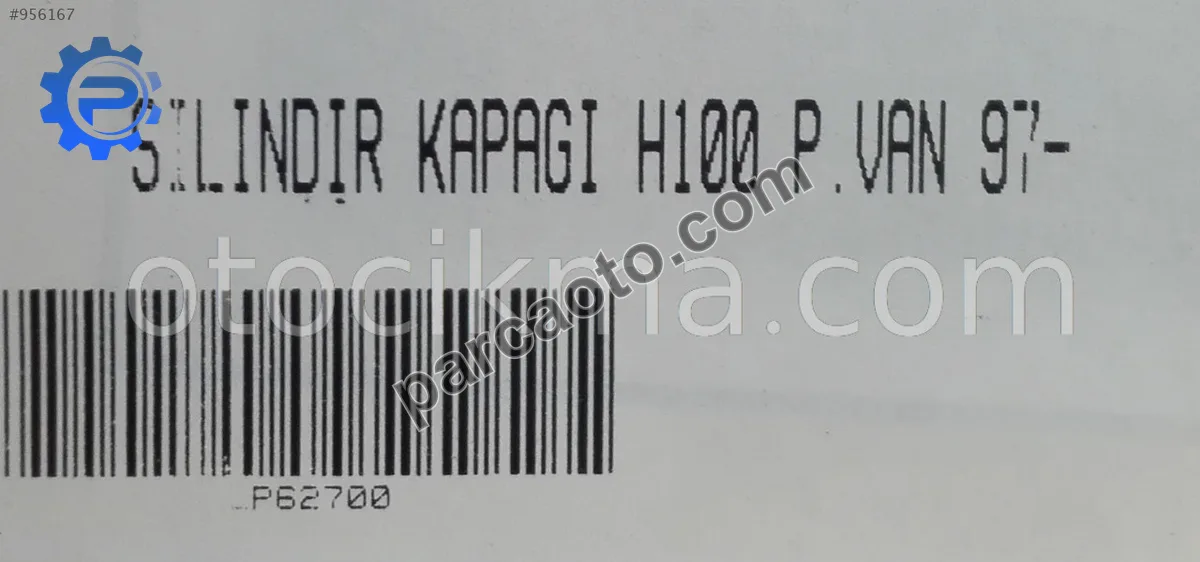 #956167
SILINDIR KAPAGI H100 P.VAN 97-
otocikma.com
parcaoto.com
P62700